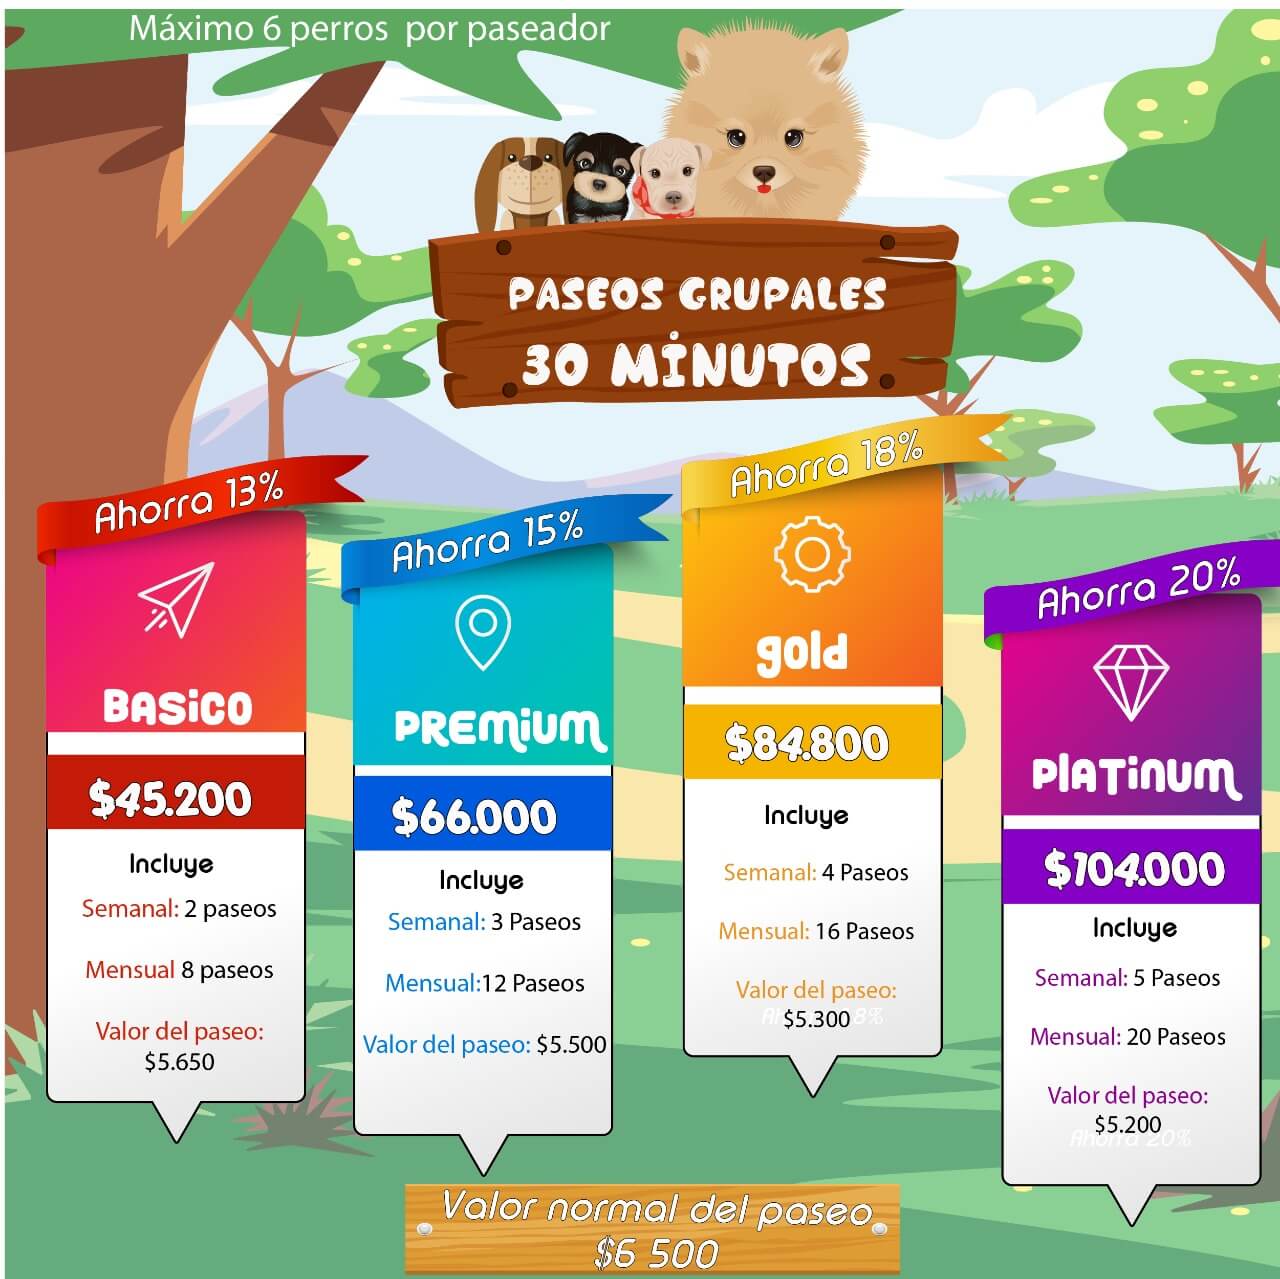 Máximo 6 perros por paseador
PASEOS GRUPALES
30 MİNUTOS
Ahorra 13%
BASiCO
$45.200
Incluye
Semanal: 2 paseos
Mensual 8 paseos
Valor del paseo:
$5.650
Ahorra 15%
PREMiUM
$66.000
Incluye
Semanal: 3 Paseos
Mensual:12 Paseos
Valor del paseo: $5.500
Ahorra 18%
gold
$84.800
Incluye
Semanal: 4 Paseos
Mensual: 16 Paseos
Valor del paseo:
$5.300
Ahorra 20%
PlATiNUM
$104.000
Incluye
Semanal: 5 Paseos
Mensual: 20 Paseos
Valor del paseo:
$5.200
Ahorra 20%
Valor normal del paseo
$6 500